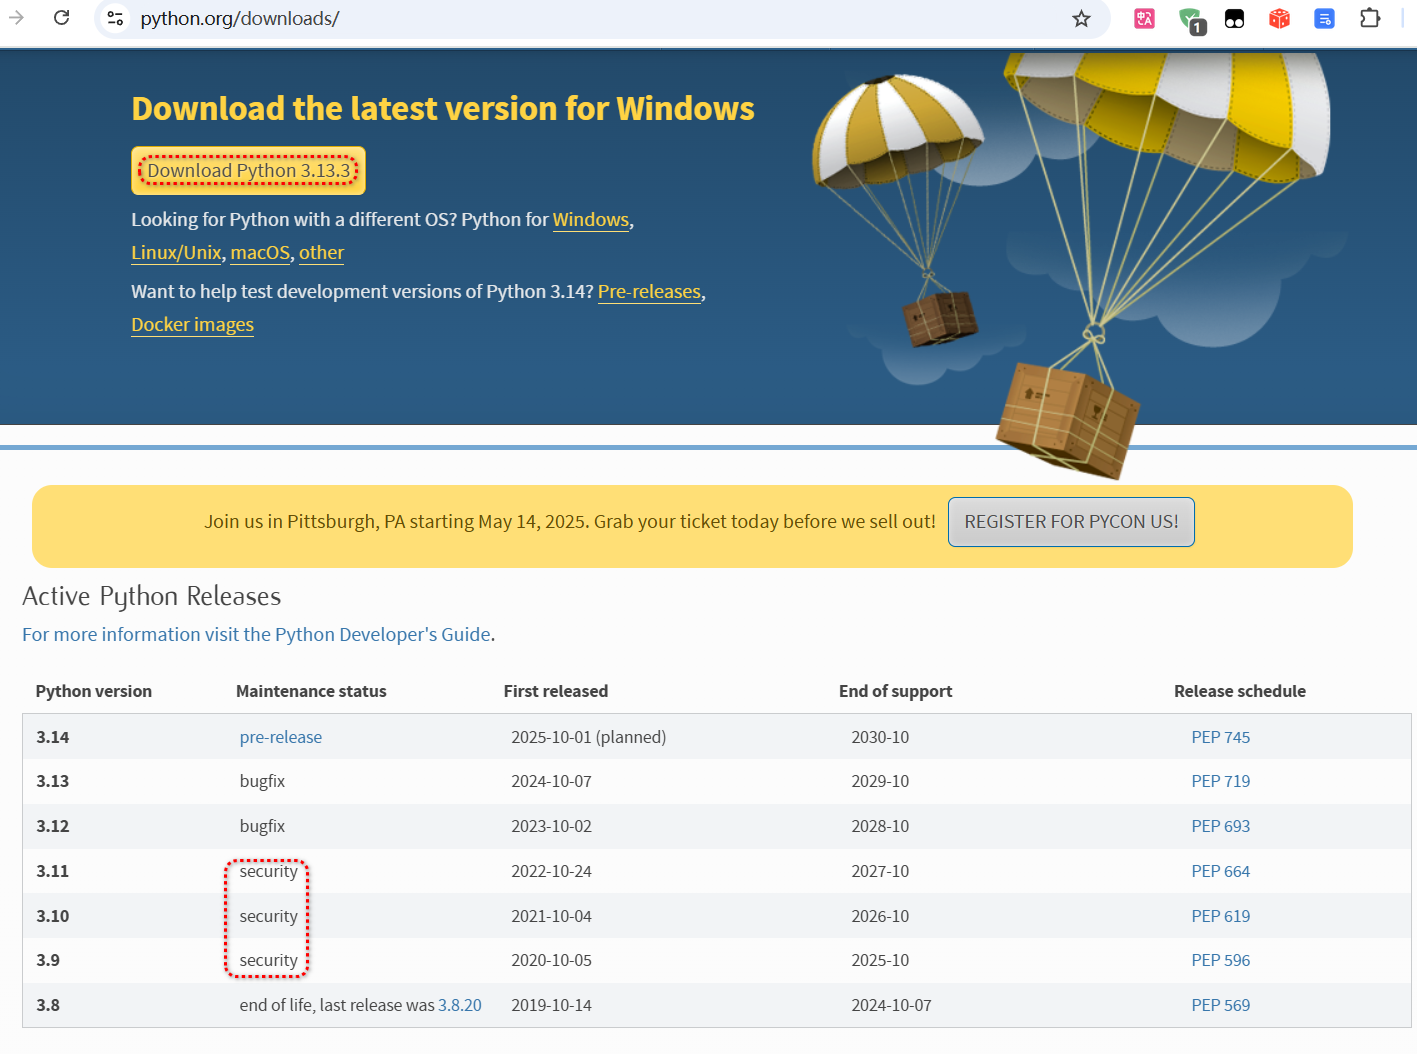 python.org/downloads/
1
Download the latest version for Windows
Download Python 3.13.3
Looking for Python with a different OS? Python for Windows,
Linux/Unix, macOS, other
Want to help test development versions of Python 3.14? Pre-releases,
Docker images
Join us in Pittsburgh, PA starting May 14, 2025. Grab your ticket today before we sell out! REGISTER FOR PYCON US!
Active Python Releases
For more information visit the Python Developer's Guide.
Python version Maintenance status First released End of support Release schedule
3.14 pre-release 2025-10-01 (planned) 2030-10 PEP 745
3.13 bugfix 2024-10-07 2029-10 PEP 719
3.12 bugfix 2023-10-02 2028-10 PEP 693
3.11 security 2022-10-24 2027-10 PEP 664
3.10 security 2021-10-04 2026-10 PEP 619
3.9 security 2020-10-05 2025-10 PEP 596
3.8 end of life, last release was 3.8.20 2019-10-14 2024-10-07 PEP 569